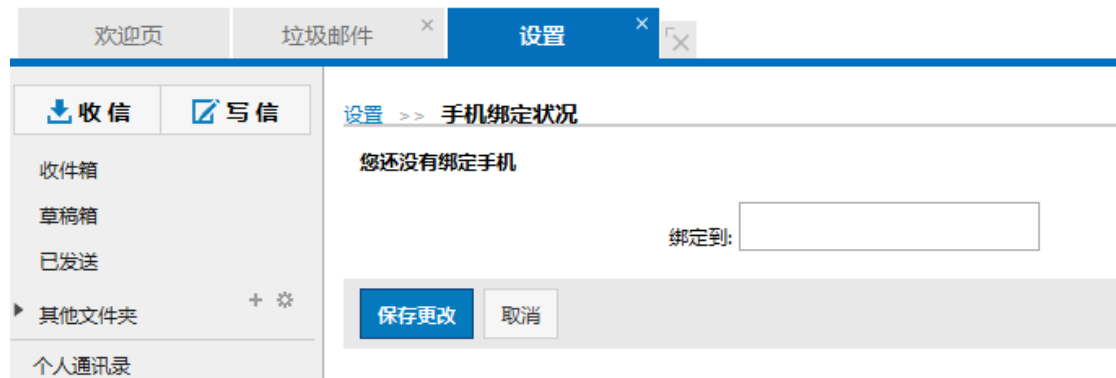 欢迎页 垃圾邮件 设置
收信 写信
设置 >> 手机绑定状况
您还没有绑定手机
收件箱
草稿箱
绑定到:
已发送
其他文件夹
保存更改 取消
个人通讯录